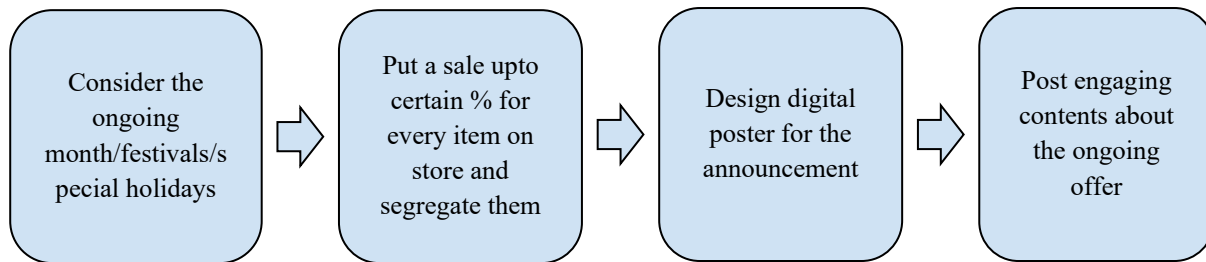 Consider the
ongoing
month/festivals/s
pecial holidays
Put a sale upto
certain % for
every item on
store and
segregate them
Design digital
poster for the
announcement
Post engaging
contents about
the ongoing
offer